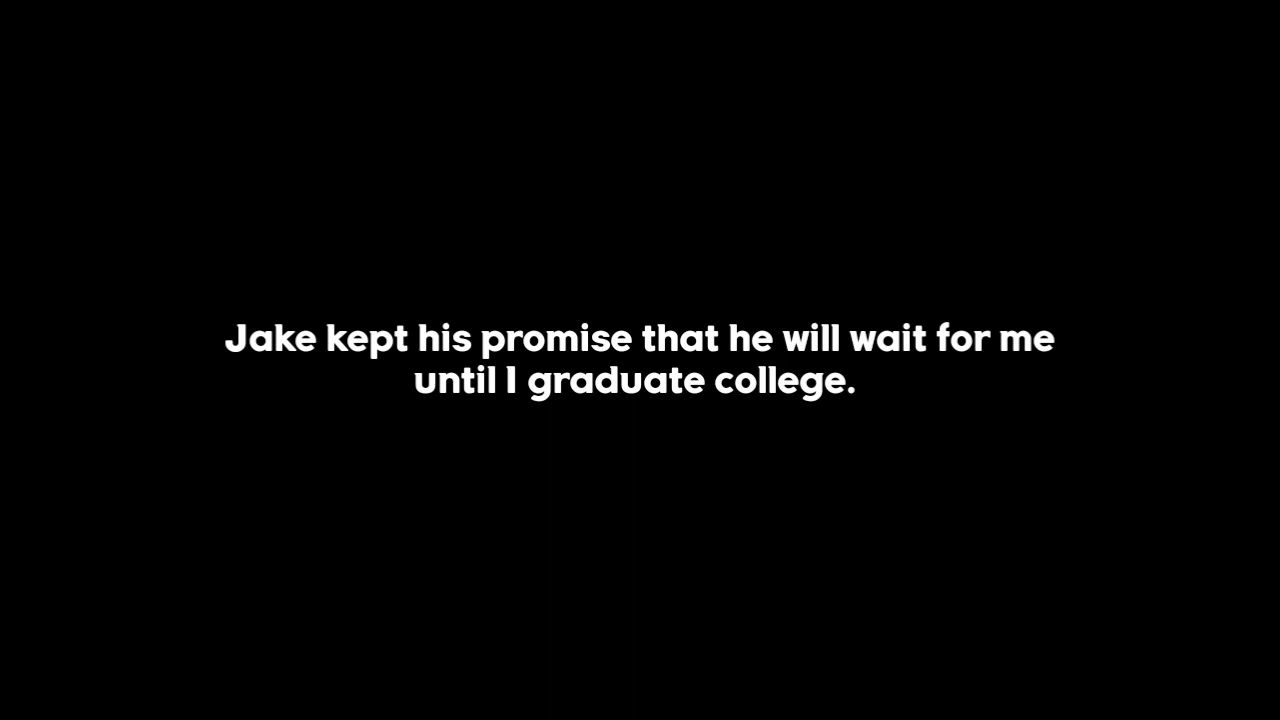 Jake kept his promise that he will wait for me
until I graduate college.